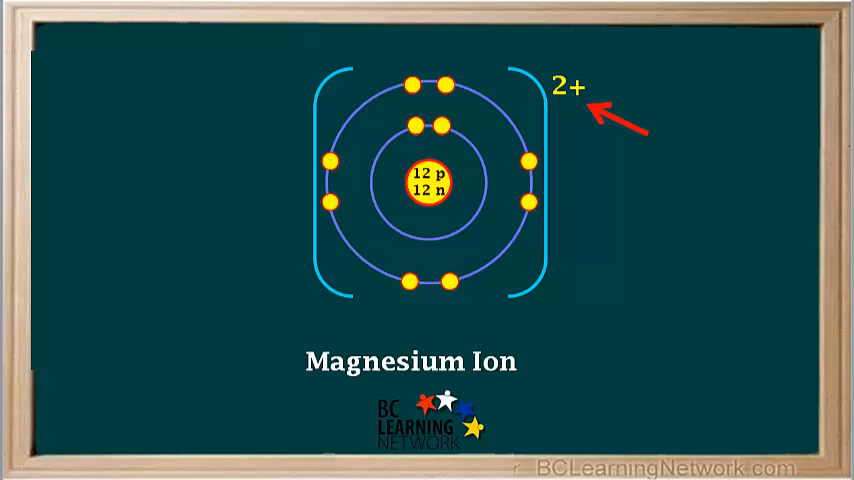 2+
12 p
12 n
Magnesium Ion
BC
LEARNING
NETWORK
BCLearningNetwork.com